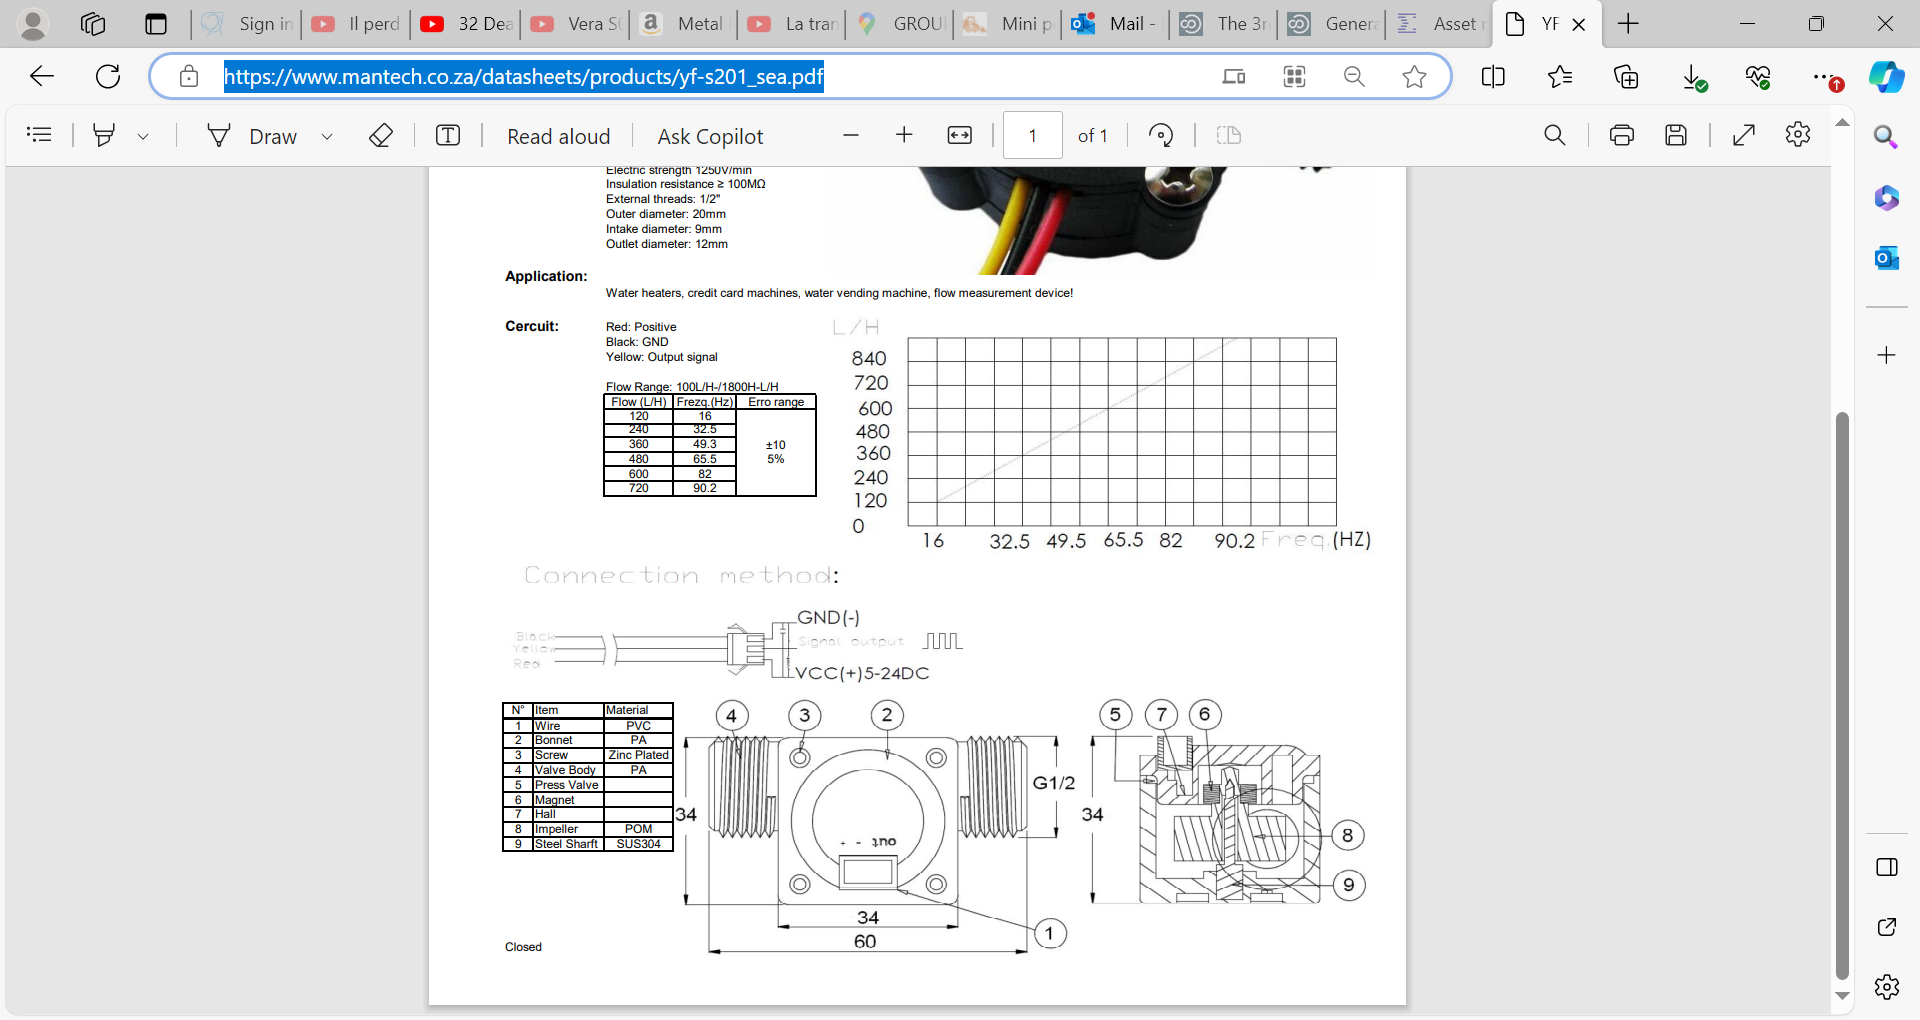 Sign in
Il perd
32 Dea
Vera S
Metal
La tran
GROU
Mini p
Mail -
The 3r
Genera
Asset r
YF
https://www.mantech.co.za/datasheets/products/yf-s201_sea.pdf
Draw
Read aloud
Ask Copilot
1
of 1
Electric strength 1250V/min
Insulation resistance ≥ 100MΩ
External threads: 1/2"
Outer diameter: 20mm
Intake diameter: 9mm
Outlet diameter: 12mm
Application:
Water heaters, credit card machines, water vending machine, flow measurement device!
Cercuit:
Red: Positive
Black: GND
Yellow: Output signal
Flow Range: 100L/H-/1800H-L/H
Flow (L/H) Frezq.(Hz) Erro range
120 16
240 32.5
360 49.3
480 65.5
600 82
720 90.2
±10
5%
L/H
840
720
600
480
360
240
120
0
16 32.5 49.5 65.5 82 90.2 Freq.(HZ)
Connection method:
Black
Yellow
Red
GND(-)
Signal output
VCC(+)5-24DC
N° Item Material
1 Wire PVC
2 Bonnet PA
3 Screw Zinc Plated
4 Valve Body PA
5 Press Valve
6 Magnet
7 Hall
8 Impeller POM
9 Steel Sharft SUS304
4 3 2
34
G1/2
+ - out
34
60
1
5 7 6
34
8
9
Closed